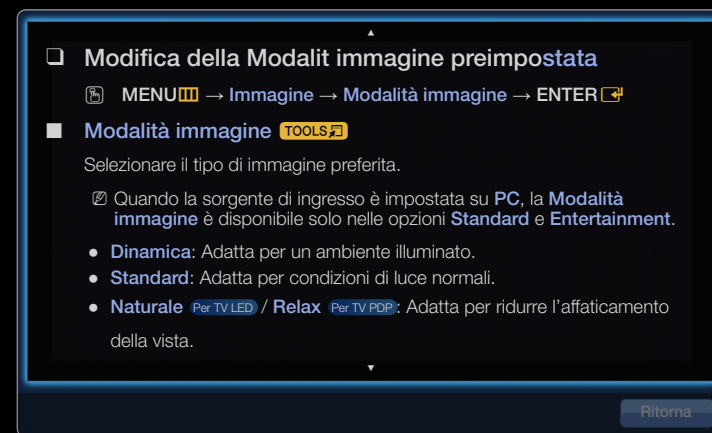 Modifica della Modalit immagine preimpostata
MENU → Immagine → Modalità immagine → ENTER
Modalità immagine TOOLS
Selezionare il tipo di immagine preferita.
Quando la sorgente di ingresso è impostata su PC, la Modalità
immagine è disponibile solo nelle opzioni Standard e Entertainment.
● Dinamica: Adatta per un ambiente illuminato.
● Standard: Adatta per condizioni di luce normali.
● Naturale Per TV LED / Relax Per TV PDP: Adatta per ridurre l’affaticamento
della vista.
Ritorna